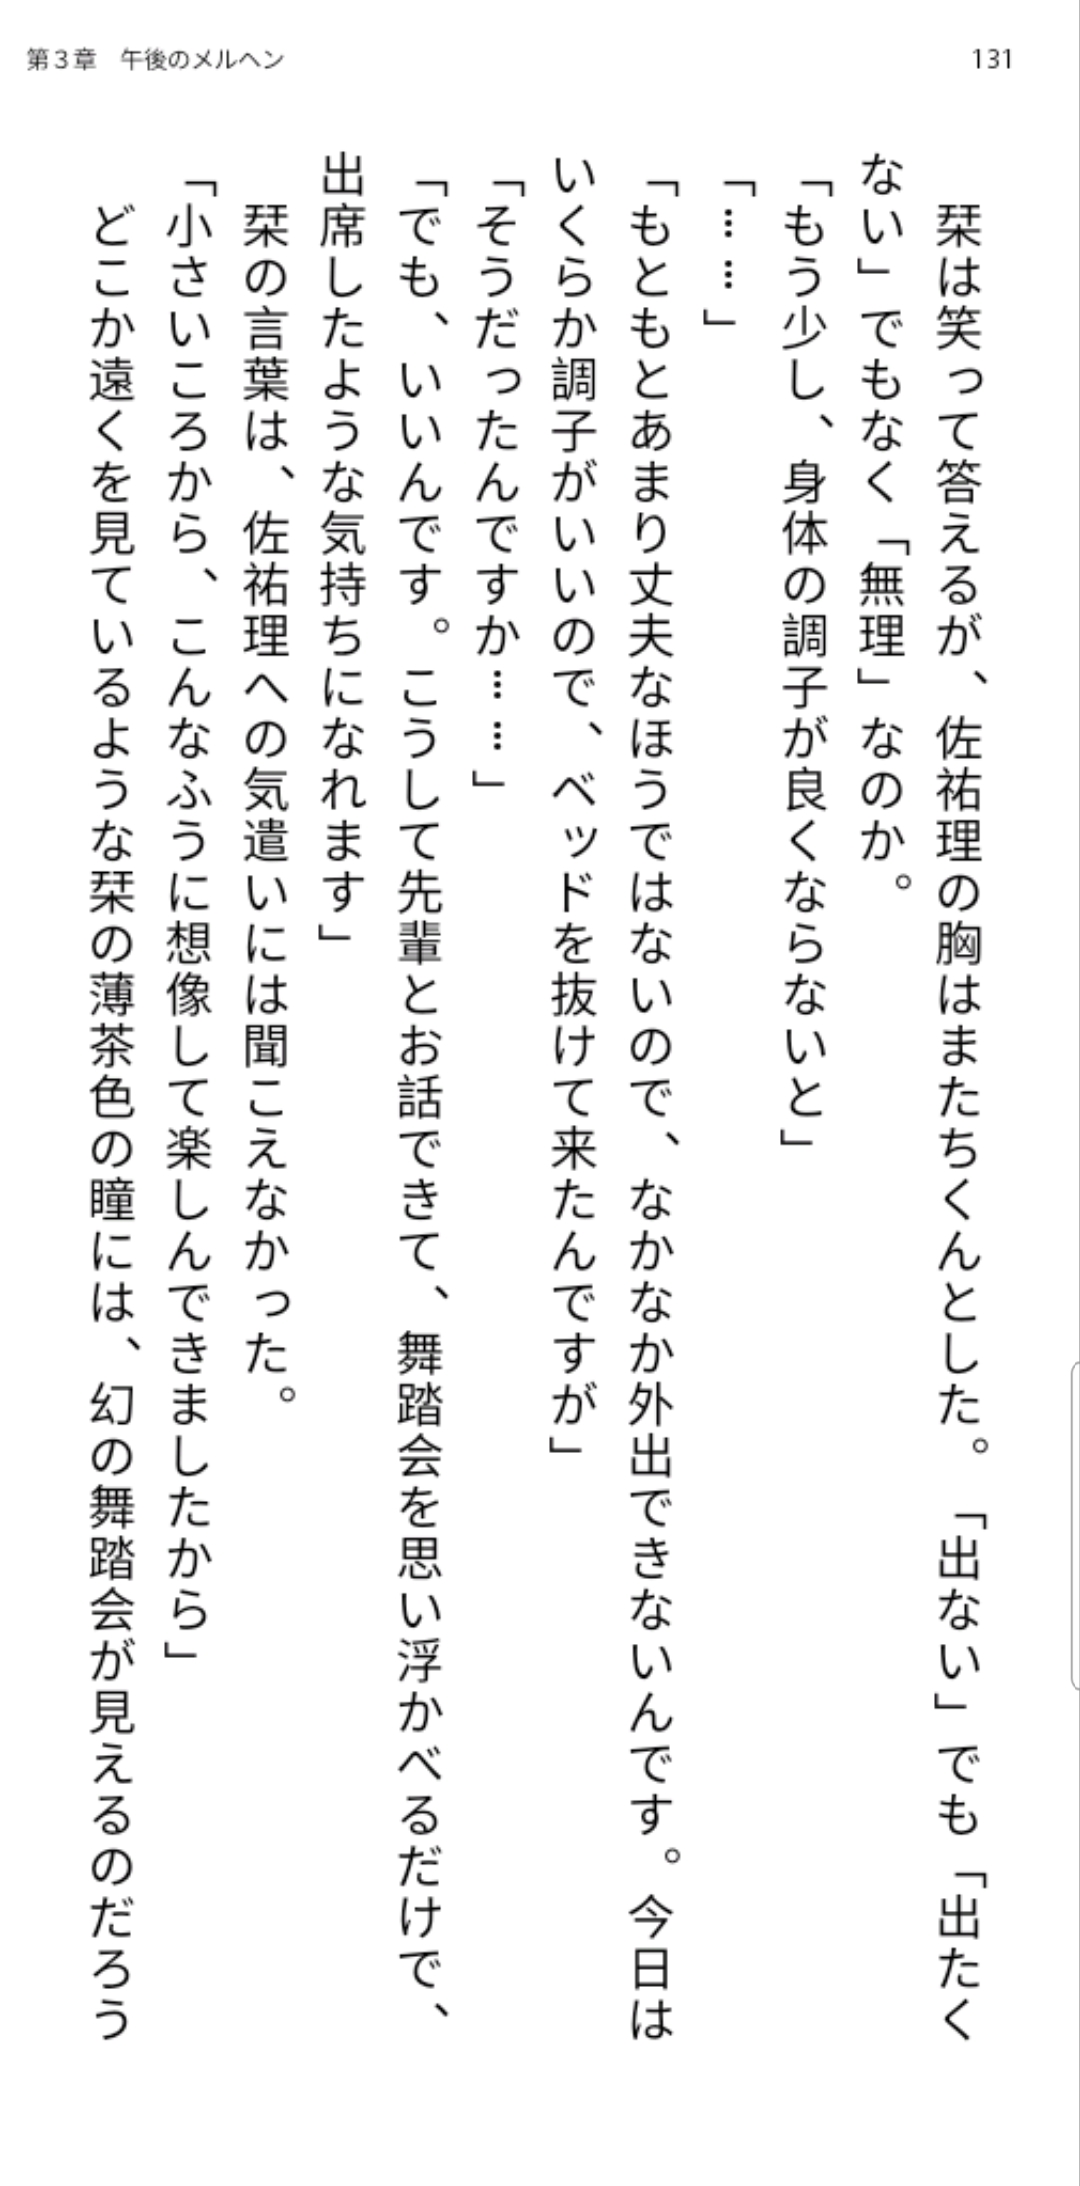 第3章　午後のメルヘン
131
　栞は笑って答えるが、佐祐理の胸はまたちくんとした。「出ない」でも「出たく
ない」でもなく「無理」なのか。
「もう少し、身体の調子が良くならないと」
「……」
「もともとあまり丈夫なほうではないので、なかなか外出できないんです。今日は
いくらか調子がいいので、ベッドを抜けて来たんですが」
「そうだったんですか……」
「でも、いいんです。こうして先輩とお話できて、舞踏会を思い浮かべるだけで、
出席したような気持ちになれます」
　栞の言葉は、佐祐理への気遣いには聞こえなかった。
「小さいころから、こんなふうに想像して楽しんできましたから」
　どこか遠くを見ているような栞の薄茶色の瞳には、幻の舞踏会が見えるのだろう